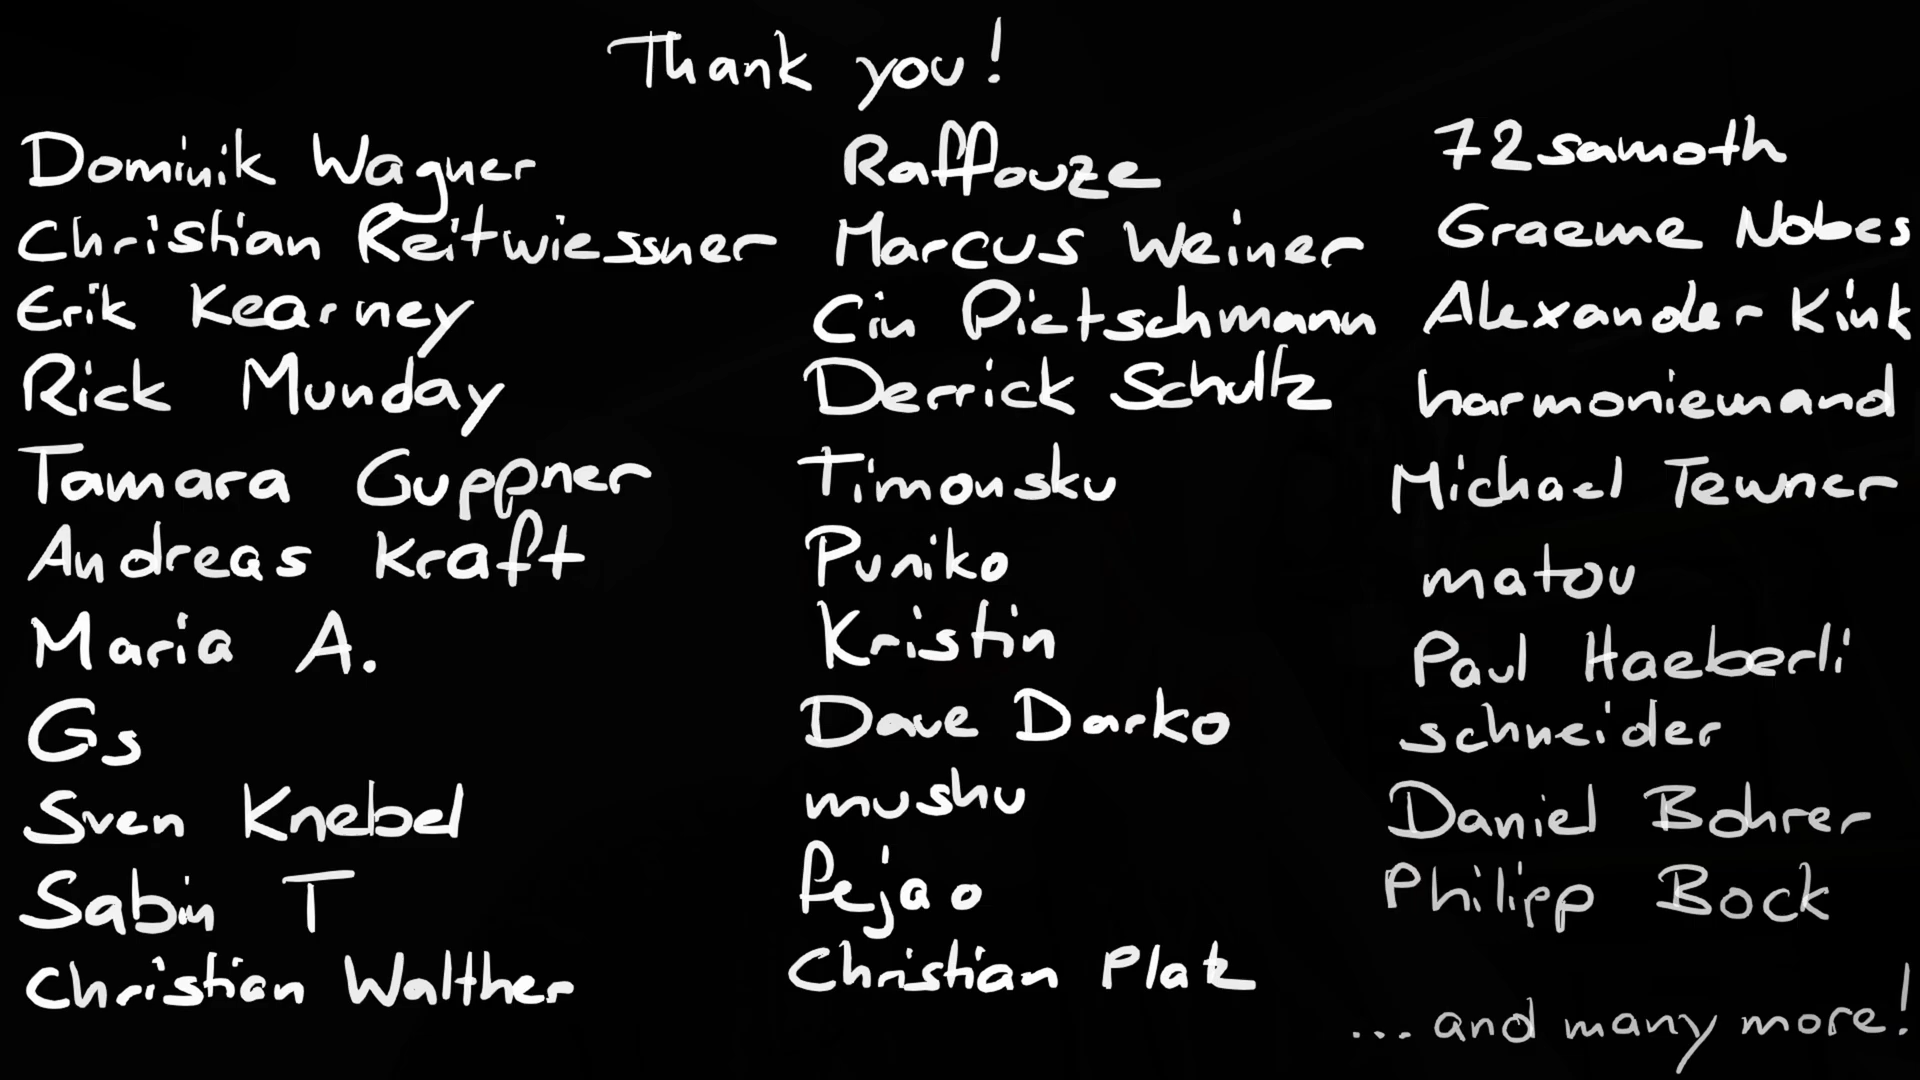 Thank you!
Dominik Wagner
Christian Reitwiessner
Erik Kearney
Rick Munday
Tamara Guppner
Andreas Kraft
Maria A.
Gs
Sven Knebel
Sabin T
Christian Walther
Raffouze
Marcus Weiner
Cin Pietschmann
Derrick Schultz
Timonsku
Puniko
Kristin
Dave Darko
mushu
Pejao
Christian Platz
72samoth
Graeme Nobes
Alexander Kink
harmoniemand
Michael Tewner
matou
Paul Haeberli
schneider
Daniel Bohrer
Philipp Bock
...and many more!